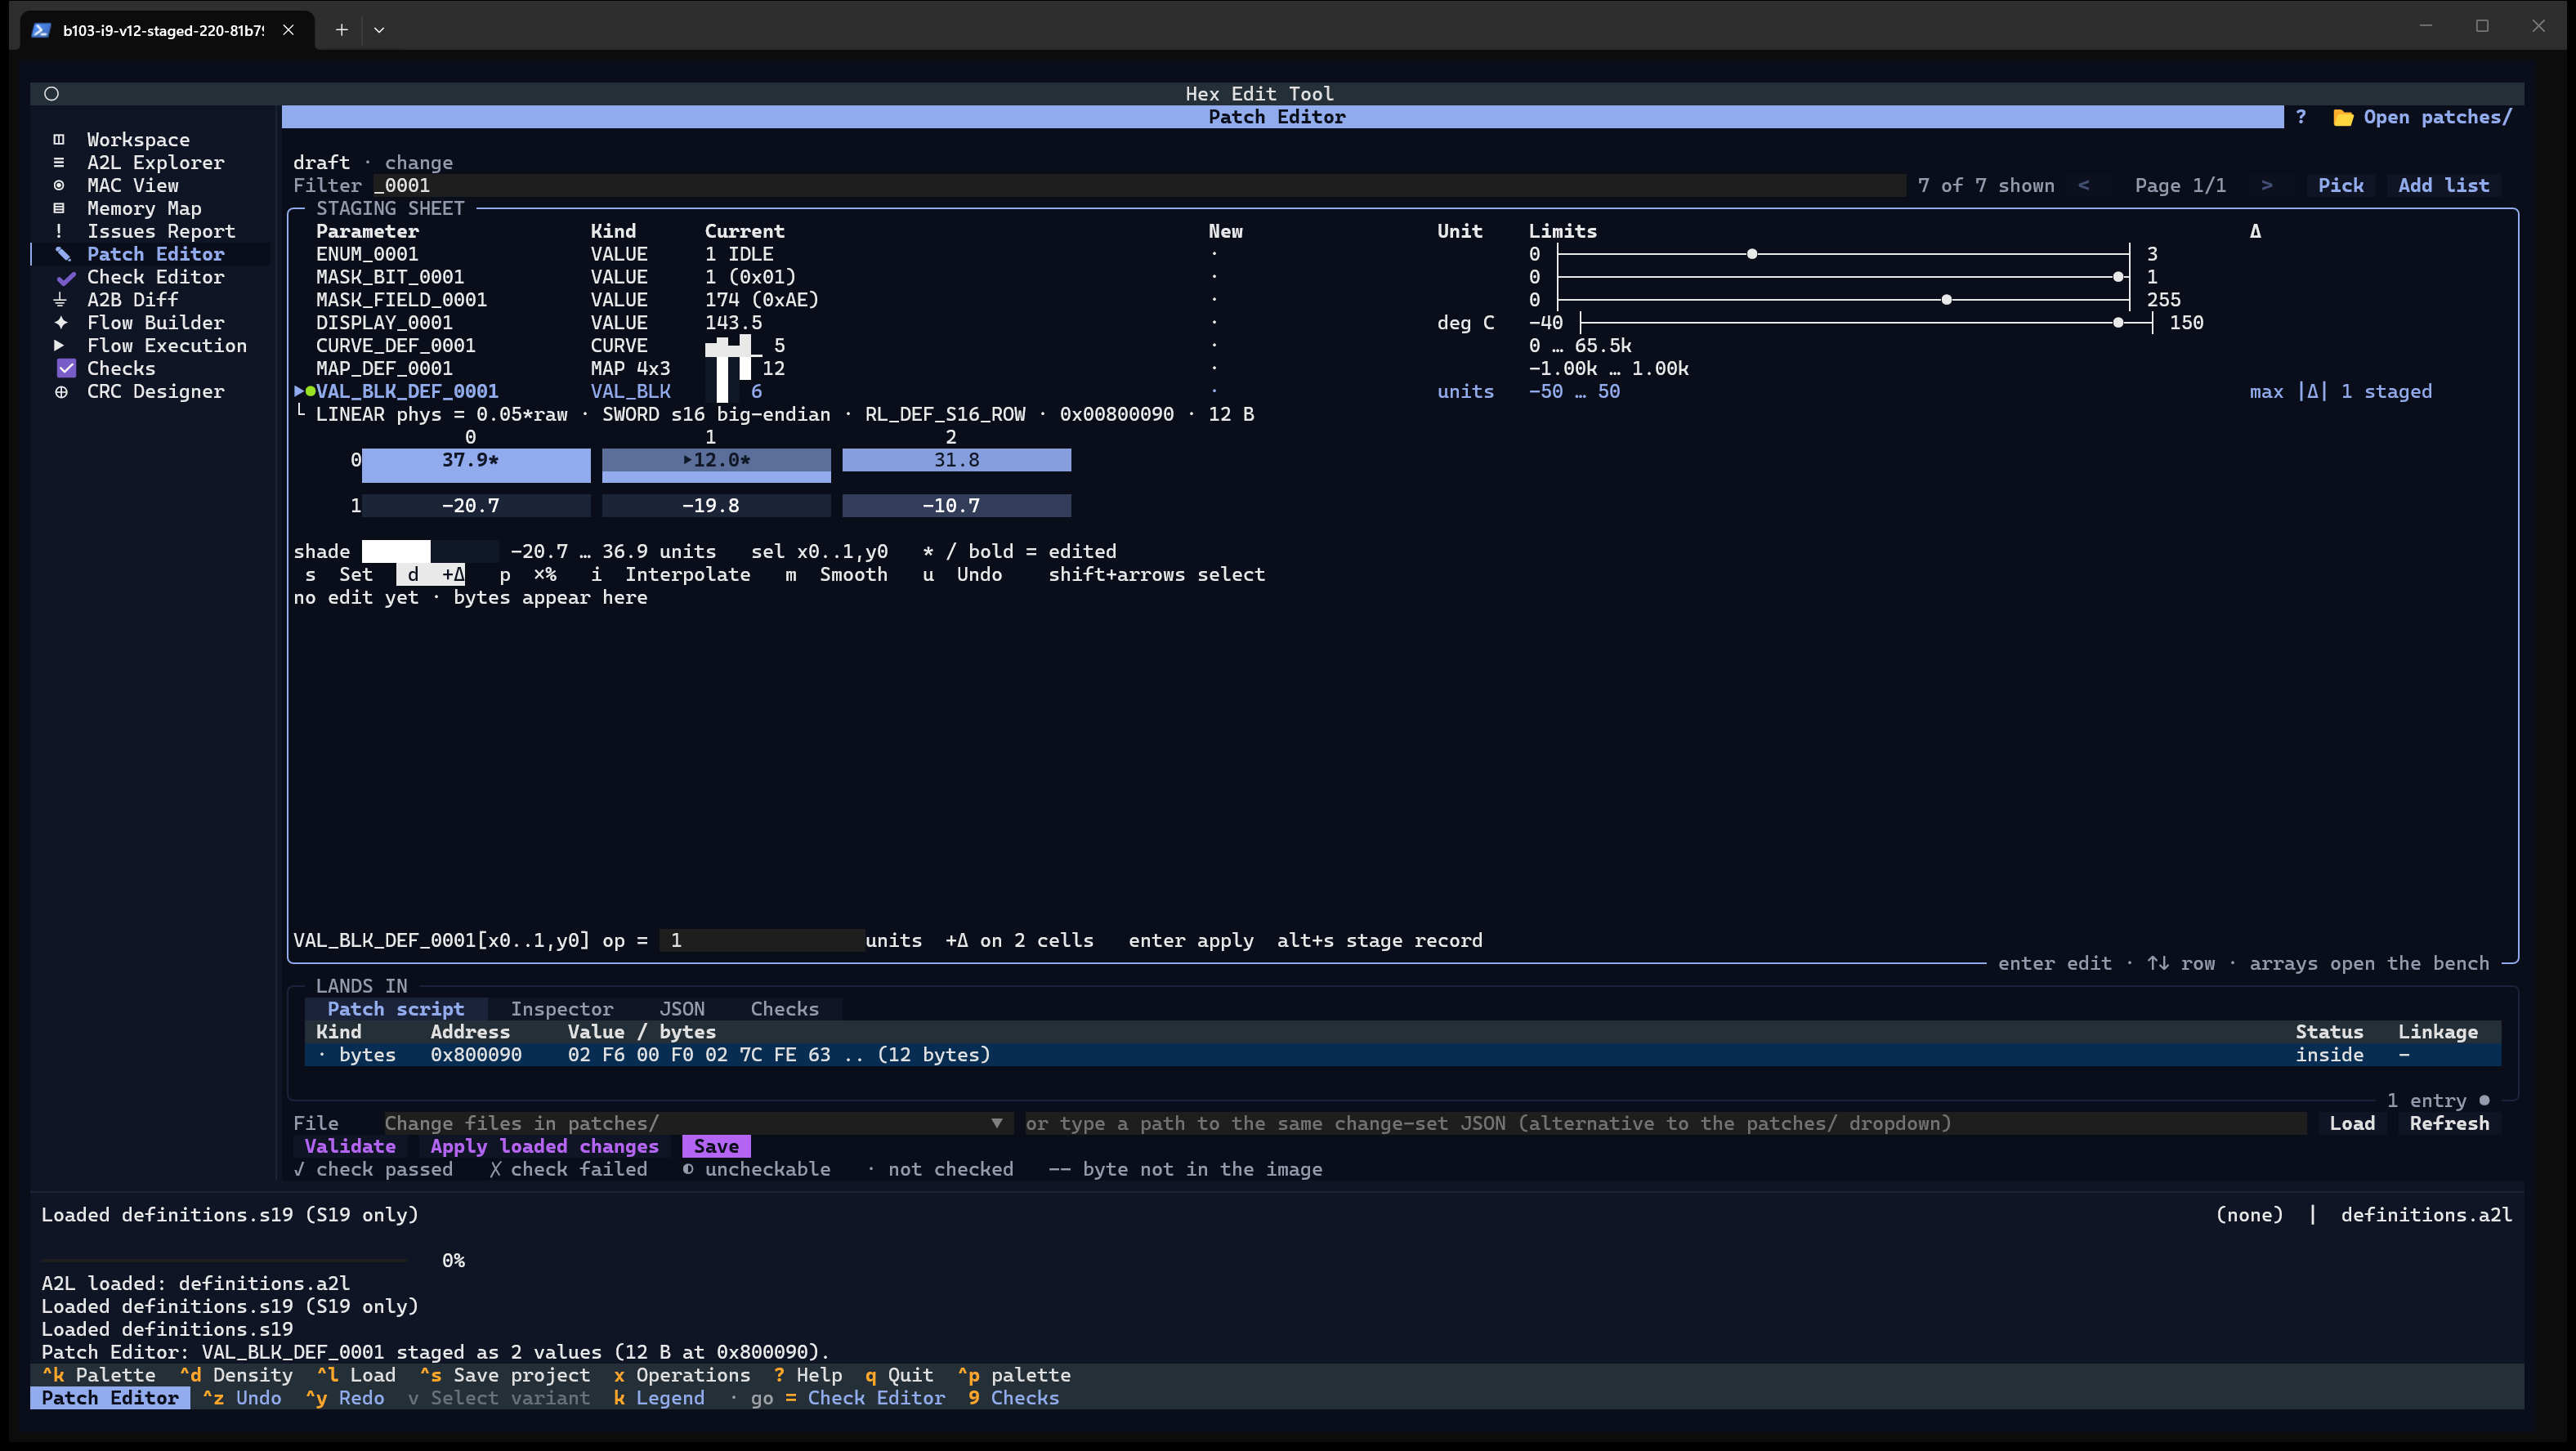 b103-i9-v12-staged-220-81b79
Hex Edit Tool
Patch Editor ? Open patches/
Workspace
A2L Explorer
MAC View
Memory Map
! Issues Report
Patch Editor
Check Editor
A2B Diff
Flow Builder
Flow Execution
Checks
CRC Designer
draft · change
Filter _0001 7 of 7 shown < Page 1/1 > Pick Add list
STAGING SHEET
Parameter Kind Current New Unit Limits Δ
ENUM_0001 VALUE 1 IDLE · 0 3
MASK_BIT_0001 VALUE 1 (0x01) · 0 1
MASK_FIELD_0001 VALUE 174 (0xAE) · 0 255
DISPLAY_0001 VALUE 143.5 · deg C -40 150
CURVE_DEF_0001 CURVE 5 · 0 … 65.5k
MAP_DEF_0001 MAP 4x3 12 · -1.00k … 1.00k
▶●VAL_BLK_DEF_0001 VAL_BLK 6 · units -50 … 50 max |Δ| 1 staged
└ LINEAR phys = 0.05*raw · SWORD s16 big-endian · RL_DEF_S16_ROW · 0x00800090 · 12 B
0 1 2
0 37.9* ▸12.0* 31.8
1 -20.7 -19.8 -10.7
shade -20.7 … 36.9 units sel x0..1,y0 * / bold = edited
s Set d +Δ p ×% i Interpolate m Smooth u Undo shift+arrows select
no edit yet · bytes appear here
VAL_BLK_DEF_0001[x0..1,y0] op = 1 units +Δ on 2 cells enter apply alt+s stage record
enter edit · ↑↓ row · arrays open the bench
LANDS IN
Patch script Inspector JSON Checks
Kind Address Value / bytes Status Linkage
· bytes 0x800090 02 F6 00 F0 02 7C FE 63 .. (12 bytes) inside -
1 entry ●
File Change files in patches/ ▼ or type a path to the same change-set JSON (alternative to the patches/ dropdown) Load Refresh
Validate Apply loaded changes Save
√ check passed ╳ check failed ◐ uncheckable · not checked -- byte not in the image
Loaded definitions.s19 (S19 only) (none) | definitions.a2l
0%
A2L loaded: definitions.a2l
Loaded definitions.s19 (S19 only)
Loaded definitions.s19
Patch Editor: VAL_BLK_DEF_0001 staged as 2 values (12 B at 0x800090).
^k Palette ^d Density ^l Load ^s Save project x Operations ? Help q Quit ^p palette
Patch Editor ^z Undo ^y Redo v Select variant k Legend · go = Check Editor 9 Checks